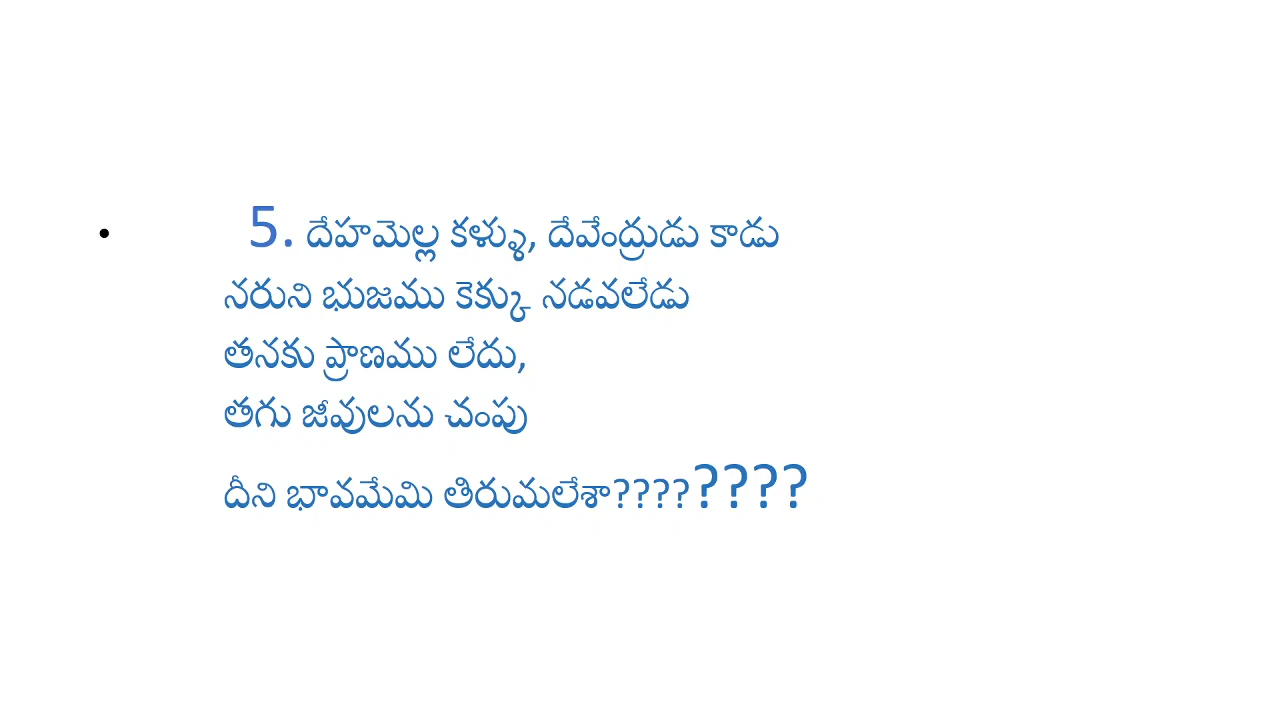 • 5. దేహమెల్ల కళ్ళు, దేవేంద్రుడు కాడు
నరుని భుజము కెక్కు నడవలేడు
తనకు ప్రాణము లేదు,
తగు జీవులను చంపు
దీని భావమేమి తిరుమలేశా????????